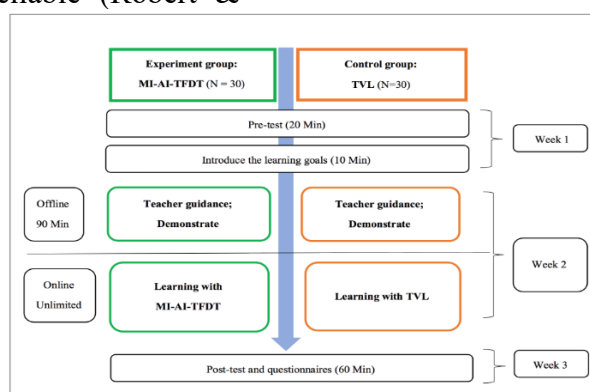 (Robert &
Experiment group:
MI-AI-TFDT (N = 30)
Control group:
TVL (N=30)
Pre-test (20 Min)
Introduce the learning goals (10 Min)
Week 1
Offline
90 Min
Teacher guidance;
Demonstrate
Teacher guidance;
Demonstrate
Online
Unlimited
Learning with
MI-AI-TFDT
Learning with TVL
Week 2
Post-test and questionnaires (60 Min)
Week 3